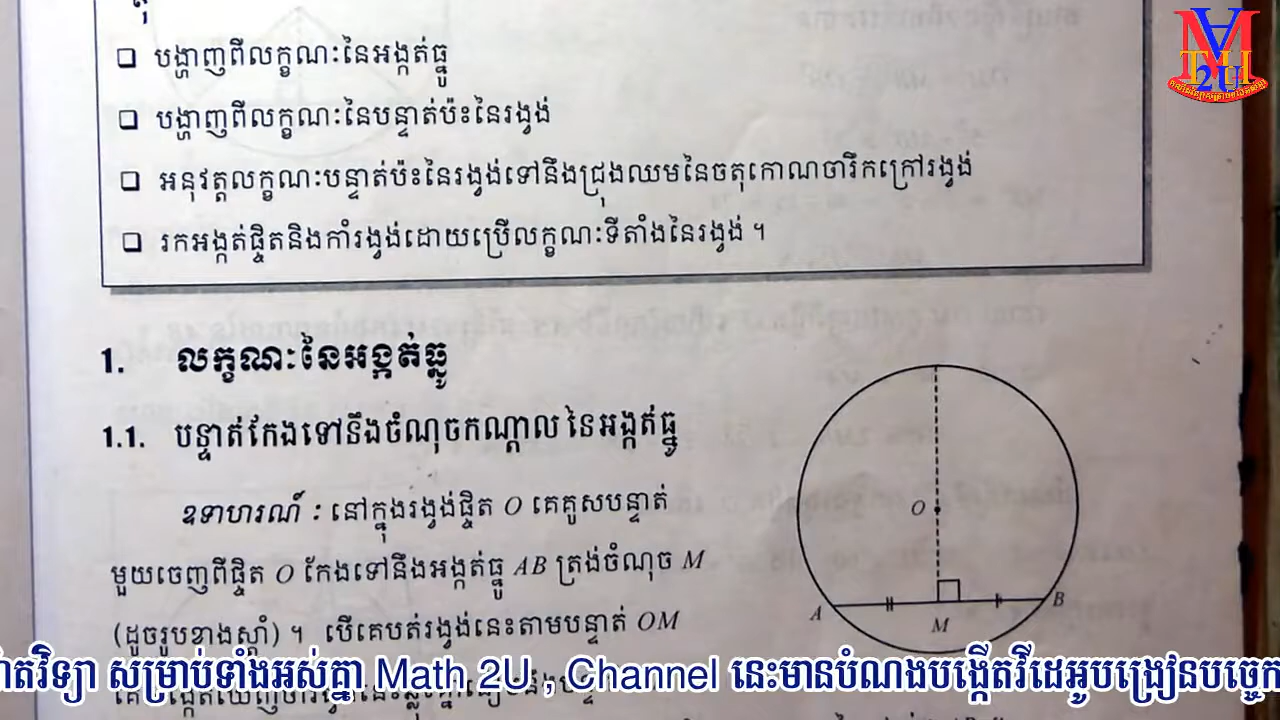 ❑ បង្ហាញពីលក្ខណៈនៃអង្កត់ធ្នូ
❑ បង្ហាញពីលក្ខណៈនៃបន្ទាត់ប៉ះនៃរង្វង់
❑ អនុវត្តលក្ខណៈបន្ទាត់ប៉ះនៃរង្វង់ទៅនឹងជ្រុងឈមនៃចតុកោណចារឹកក្រៅរង្វង់
❑ រកអង្កត់ផ្ចិតនិងកាំរង្វង់ដោយប្រើលក្ខណៈទីតាំងនៃរង្វង់ ។
1. លក្ខណៈនៃអង្កត់ធ្នូ
1.1. បន្ទាត់កែងទៅនឹងចំណុចកណ្តាល នៃអង្កត់ធ្នូ
ឧទាហរណ៍ : នៅក្នុងរង្វង់ផ្ចិត O គេគូសបន្ទាត់
មួយចេញពីផ្ចិត O កែងទៅនឹងអង្កត់ធ្នូ AB ត្រង់ចំណុច M
(ដូចរូបខាងស្តាំ) ។ បើគេបត់រង្វង់នេះតាមបន្ទាត់ OM
O
A
M
B
MATH
2U
សម្រាប់ទាំងអស់គ្នា Math 2U , Channel នេះមានបំណងបង្កើតវីដេអូបង្រៀនបច្ចេក